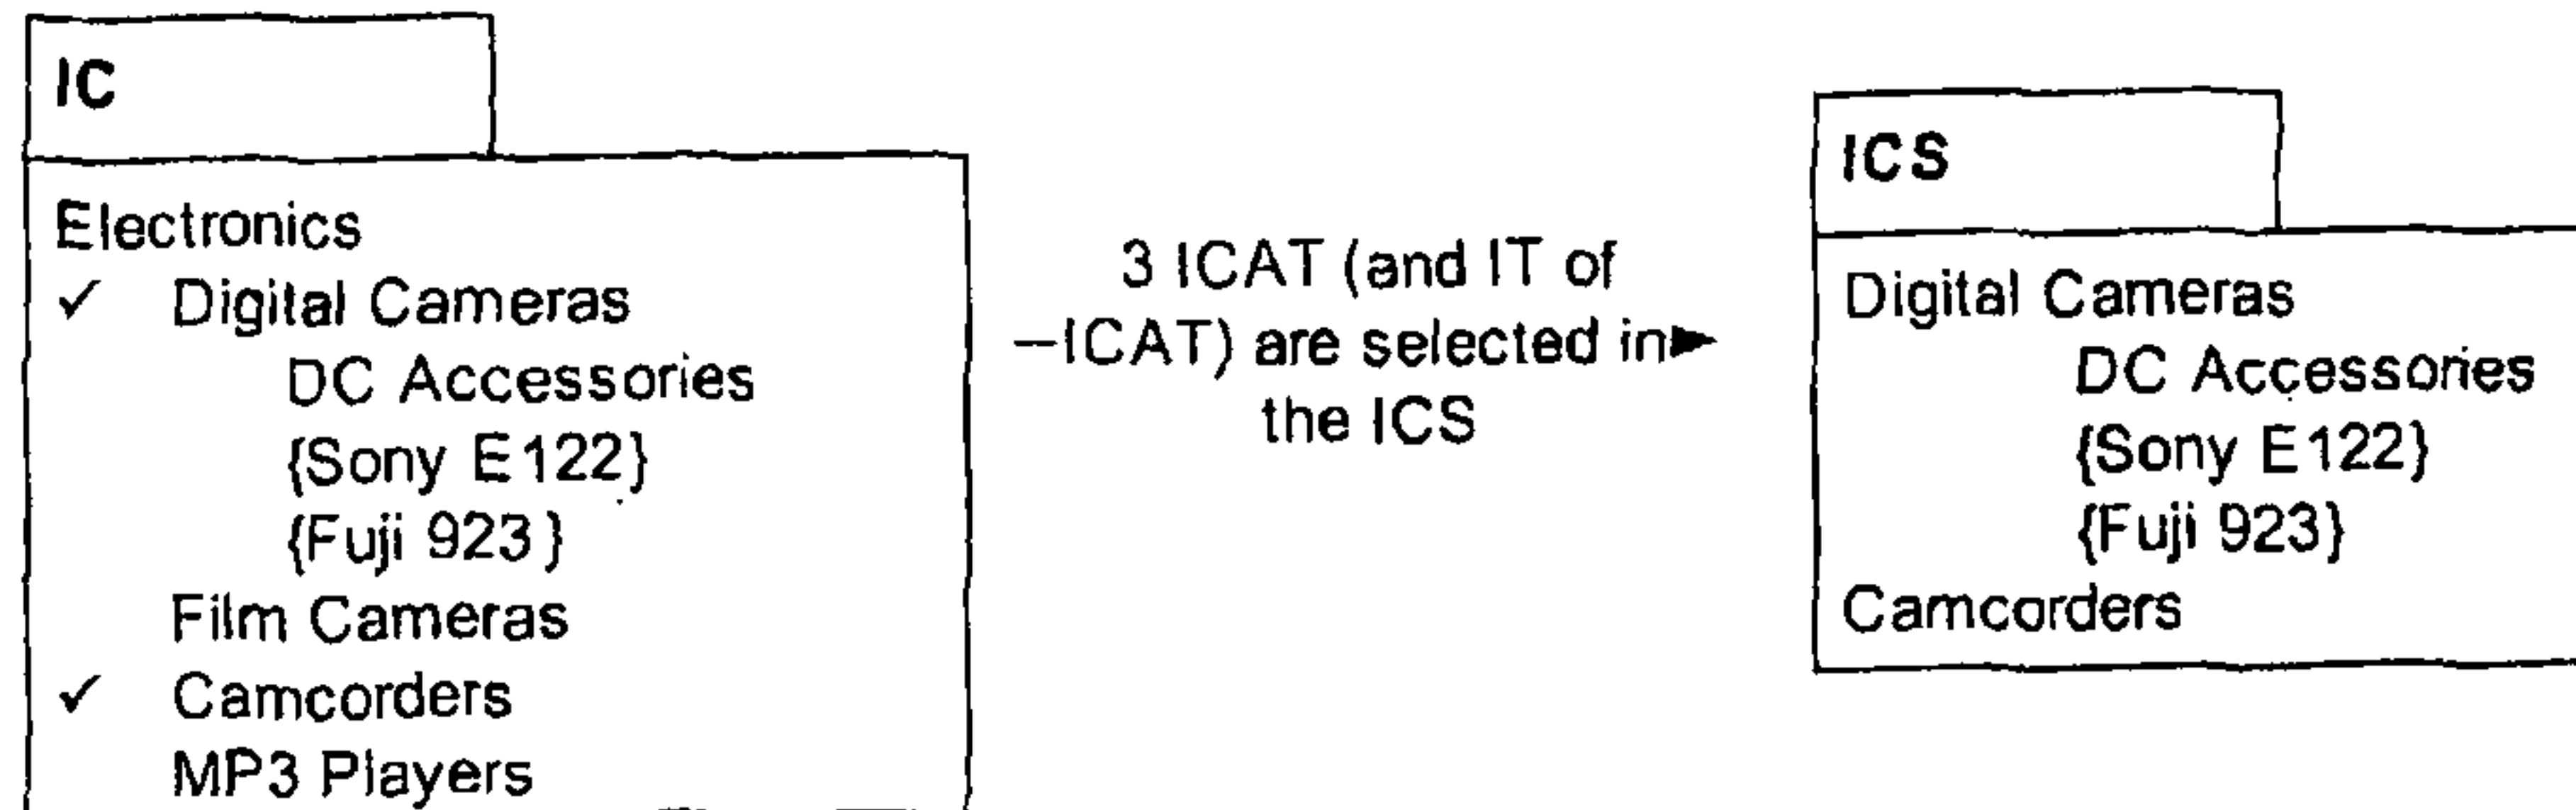 IC
Electronics
✓ Digital Cameras
DC Accessories
{Sony E122}
{Fuji 923}
Film Cameras
✓ Camcorders
MP3 Players
3 ICAT (and IT of
ICAT) are selected in
the ICS
ICS
Digital Cameras
DC Accessories
{Sony E122}
{Fuji 923}
Camcorders